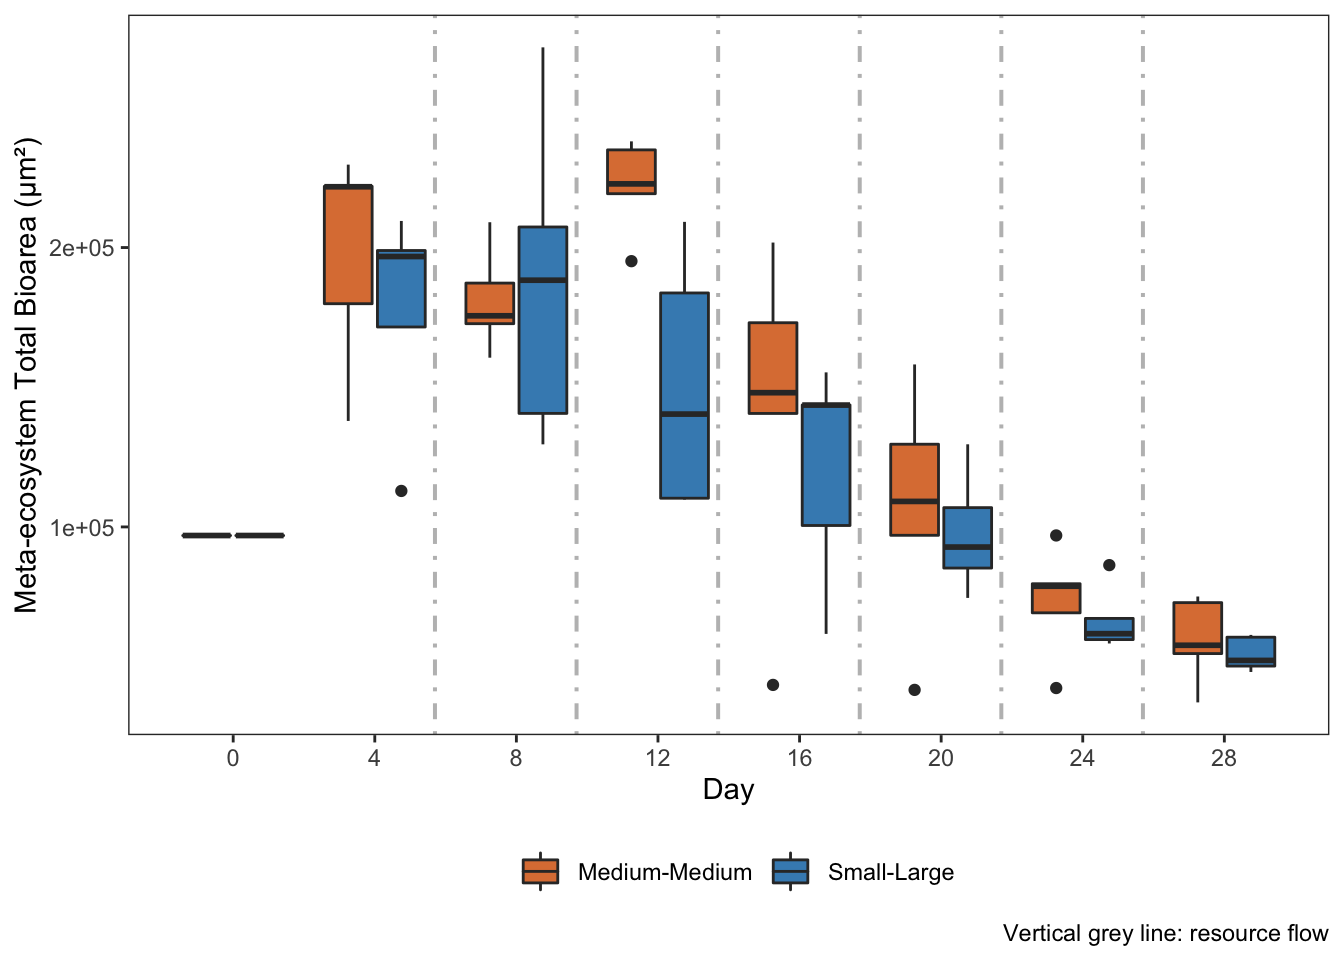 Meta-ecosystem Total Bioarea (µm²)
2e+05
1e+05
0 4 8 12 16 20 24 28
Day
Medium-Medium Small-Large
Vertical grey line: resource flow